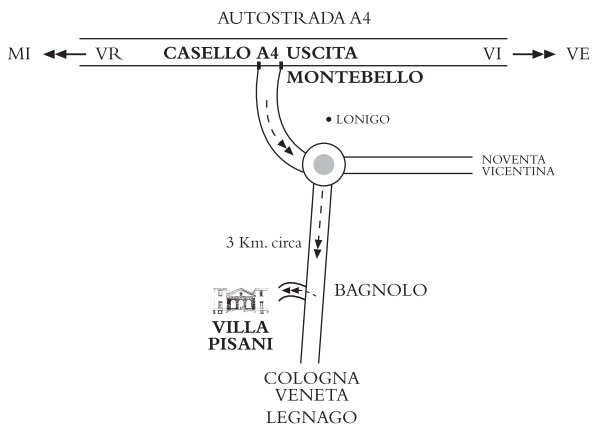 AUTOSTRADA A4
MI VR CASELLO A4 USCITA VI VE
MONTEBELLO
LONIGO
NOVENTA
VICENTINA
3 Km. circa
BAGNOLO
VILLA
PISANI
COLOGNA
VENETA
LEGNAGO